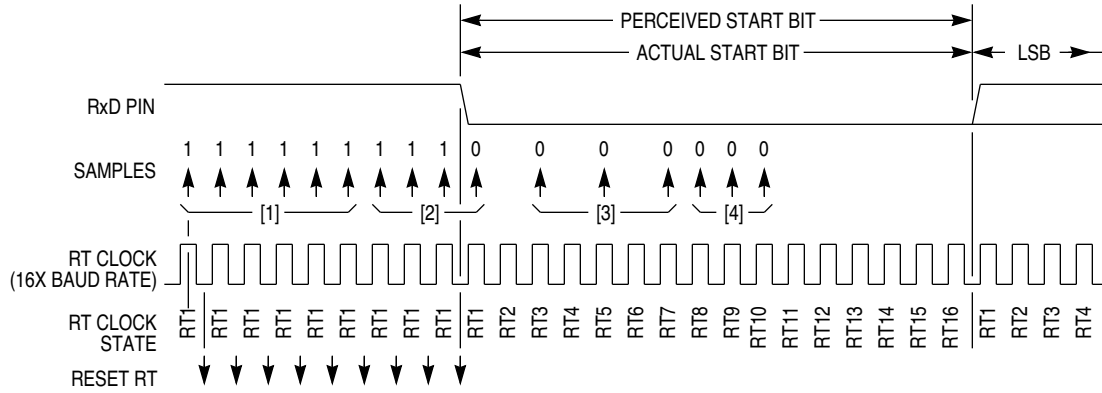 PERCEIVED START BIT
ACTUAL START BIT LSB
RxD PIN
SAMPLES 1 1 1 1 1 1 1 1 1 0 0 0 0 0 0 0
[1] [2] [3] [4]
RT CLOCK
(16X BAUD RATE)
RT CLOCK
STATE
RT1 RT1 RT1 RT1 RT1 RT1 RT1 RT1 RT1 RT1 RT2 RT3 RT4 RT5 RT6 RT7 RT8 RT9 RT10 RT11 RT12 RT13 RT14 RT15 RT16 RT1 RT2 RT3 RT4
RESET RT